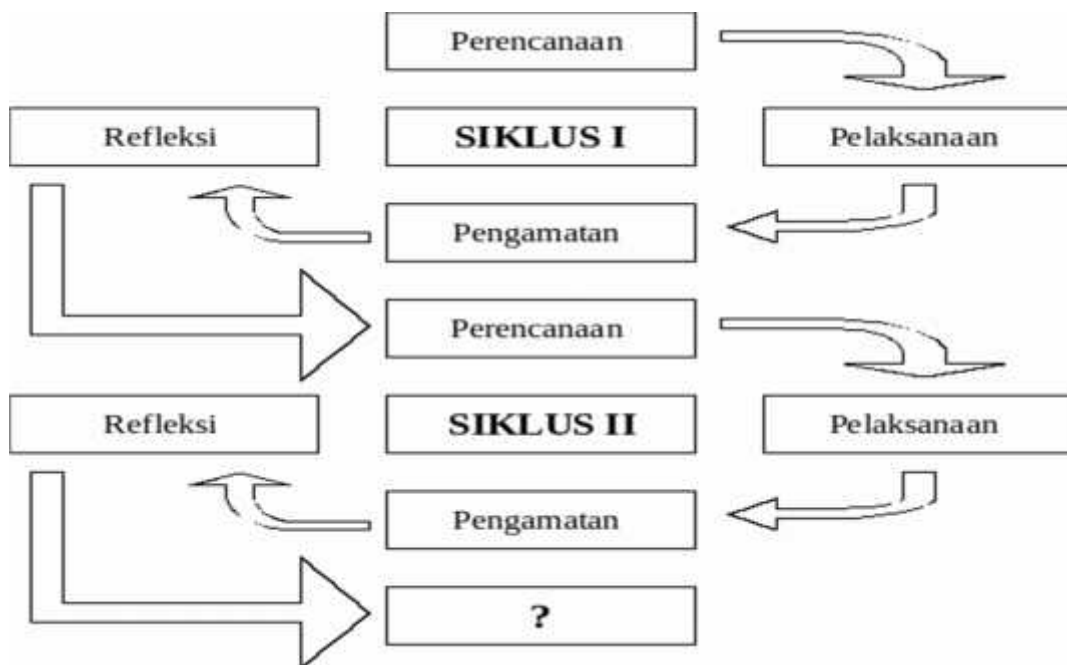 Perencanaan
Refleksi
SIKLUS I
Pelaksanaan
Pengamatan
Perencanaan
Refleksi
SIKLUS II
Pelaksanaan
Pengamatan
?